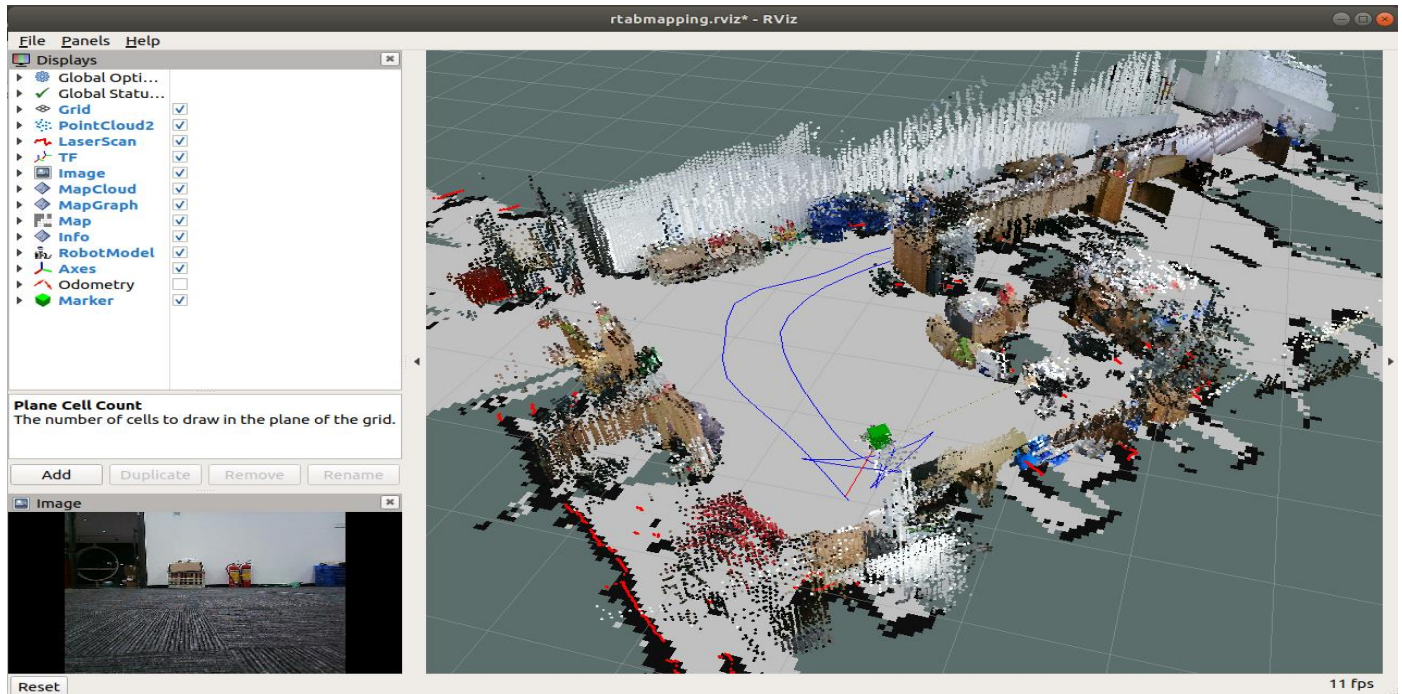 rtabmapping.rviz* - RViz
File Panels Help
Displays
Global Opti...
Global Statu...
Grid
PointCloud2
LaserScan
TF
Image
MapCloud
MapGraph
Map
Info
RobotModel
Axes
Odometry
Marker
Plane Cell Count
The number of cells to draw in the plane of the grid.
Add Duplicate Remove Rename
Image
Reset
11 fps